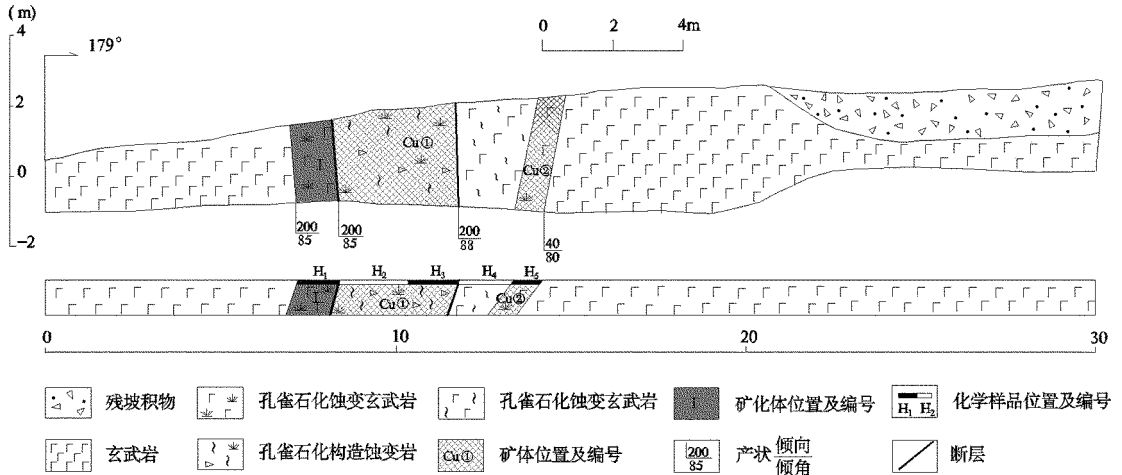 (m)
4
2
0
-2
179°
0 2 4m
I
Cu①
Cu②
200
85
200
85
200
88
40
80
H₁ H₂ H₃ H₄ H₅
I
Cu①
Cu②
0 10 20 30
残坡积物
孔雀石化蚀变玄武岩
孔雀石化蚀变玄武岩
I
矿化体位置及编号
H₁ H₂
化学样品位置及编号
玄武岩
孔雀石化构造蚀变岩
Cu①
矿体位置及编号
200
85
产状 倾向
倾角
断层